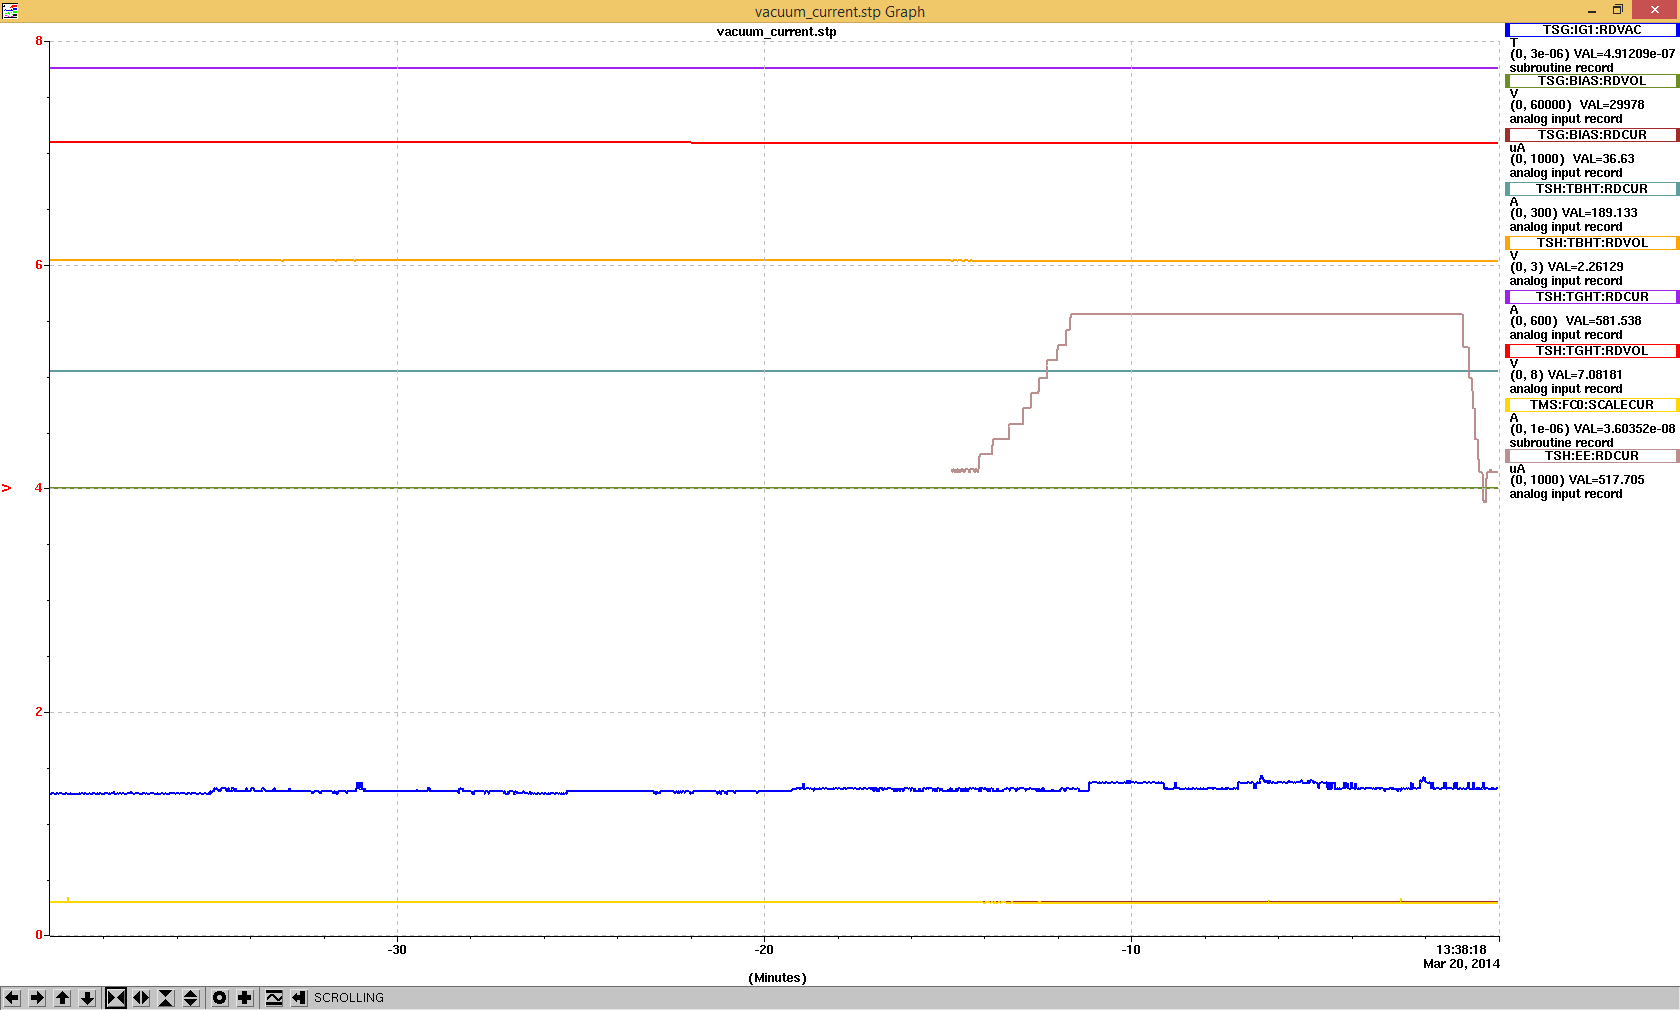 vacuum_current.stp Graph
vacuum_current.stp
8
6
V
4
2
0
-30
-20
-10
13:38:18
Mar 20, 2014
(Minutes)
TSG:IG1:RDVAC
T
(0, 3e-06) VAL=4.91209e-07
subroutine record
TSG:BIAS:RDVOL
V
(0, 60000) VAL=29978
analog input record
TSG:BIAS:RDCUR
uA
(0, 1000) VAL=36.63
analog input record
TSH:TBHT:RDCUR
A
(0, 300) VAL=189.133
analog input record
TSH:TBHT:RDVOL
V
(0, 3) VAL=2.26129
analog input record
TSH:TGHT:RDCUR
A
(0, 600) VAL=581.538
analog input record
TSH:TGHT:RDVOL
V
(0, 8) VAL=7.08181
analog input record
TMS:FC0:SCALECUR
A
(0, 1e-06) VAL=3.60352e-08
subroutine record
TSH:EE:RDCUR
uA
(0, 1000) VAL=517.705
analog input record
SCROLLING